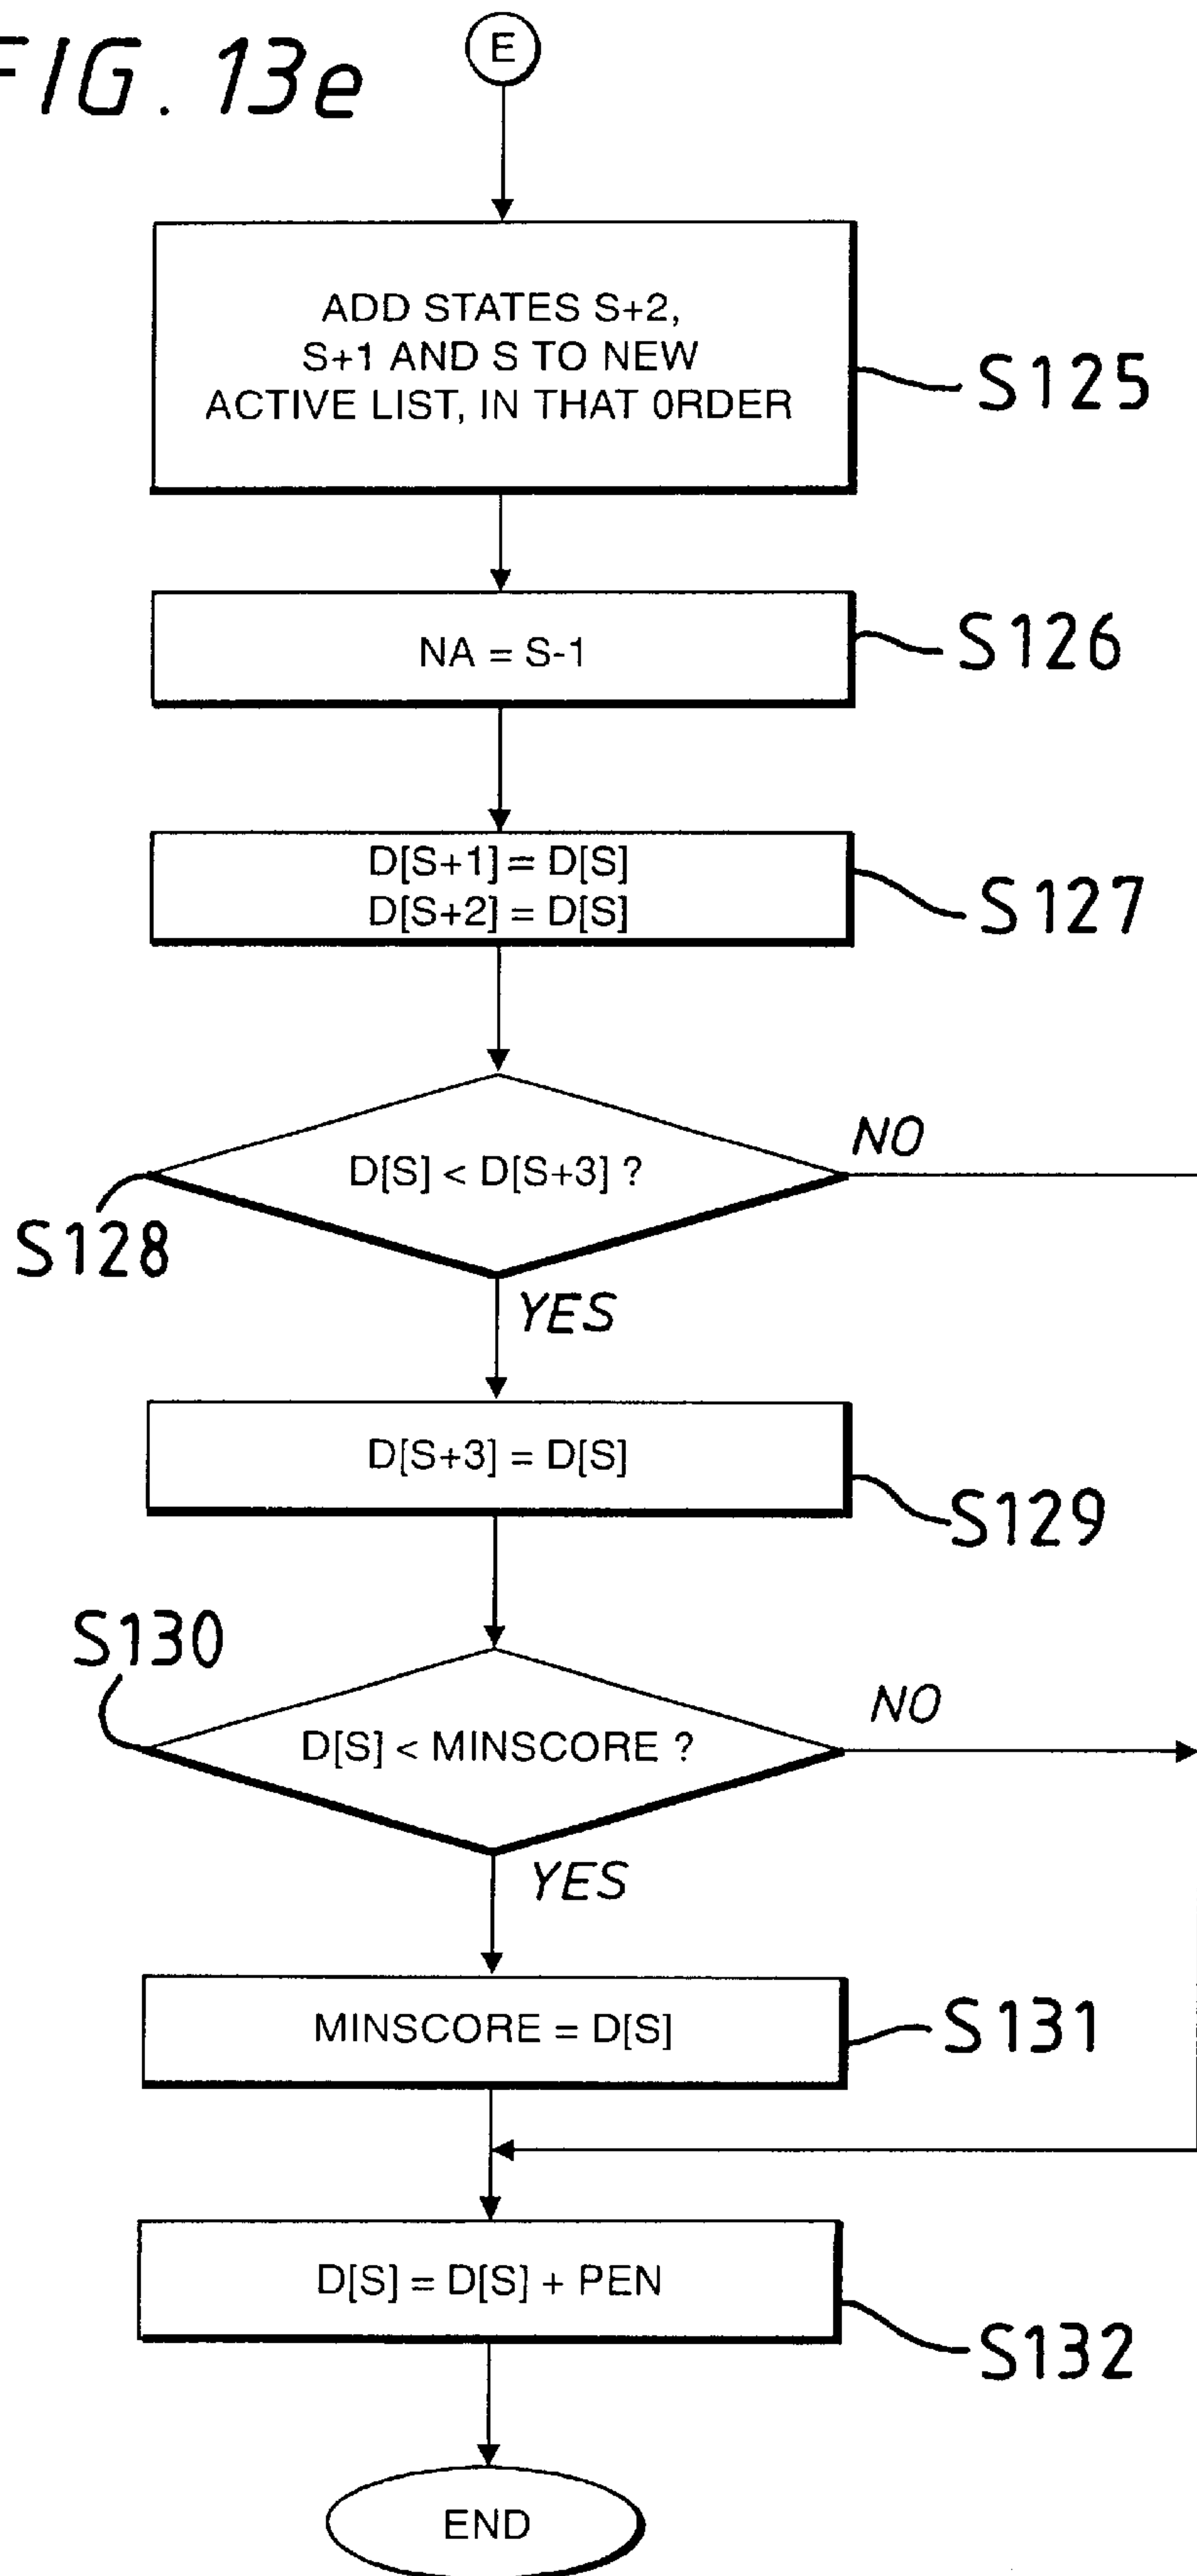 FIG. 13e
E
ADD STATES S+2,
S+1 AND S TO NEW
ACTIVE LIST, IN THAT 0RDER
S125
NA = S-1
S126
D[S+1] = D[S]
D[S+2] = D[S]
S127
D[S] < D[S+3] ?
NO
S128
YES
D[S+3] = D[S]
S129
S130
D[S] < MINSCORE ?
NO
YES
MINSCORE = D[S]
S131
D[S] = D[S] + PEN
S132
END